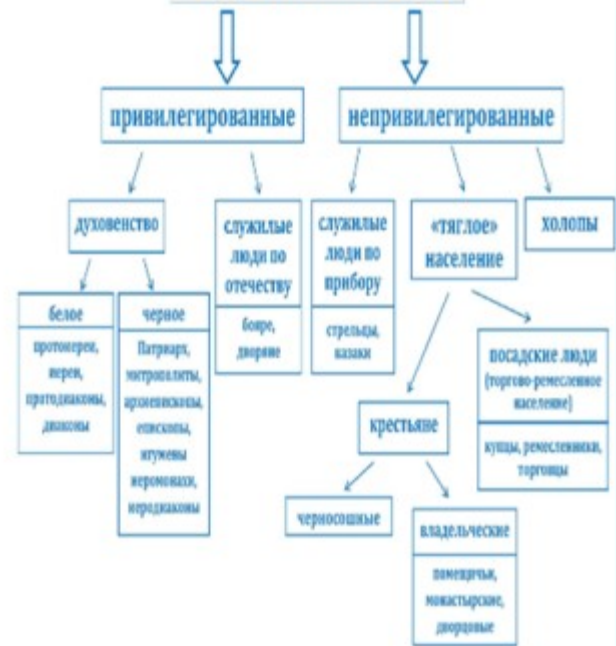 привилегированные
непривилегированные
духовенство
служилые
люди по
отечеству
бояре,
дворяне
служилые
люди по
прибору
стрельцы,
казаки
«тяглое»
население
холопы
белое
протоиереи,
иереи,
протодиаконы,
диаконы
черное
Патриарх,
митрополиты,
архиепископы,
епископы,
игумены
иеромонахи,
иеродиаконы
посадские люди
(торгово-ремесленное
население)
купцы, ремесленники,
торговцы
крестьяне
черносошные
владельческие
помещичьи,
монастырские,
дворцовые